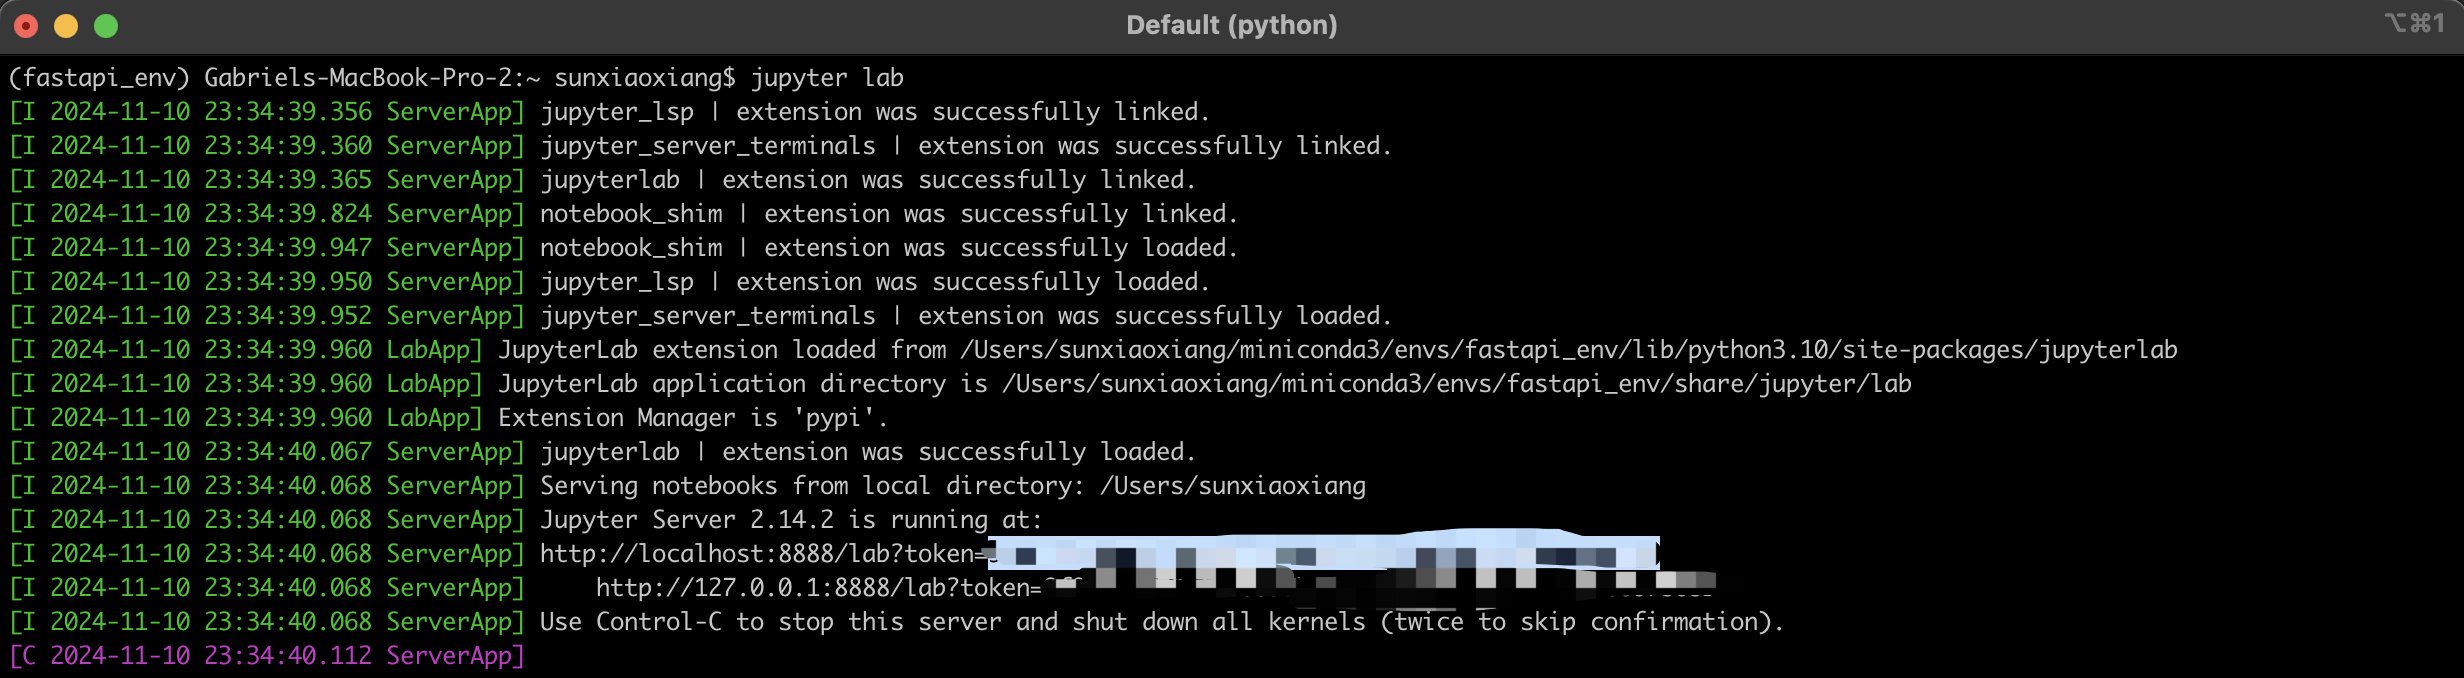 Default (python)
⌥⌘1
(fastapi_env) Gabriels-MacBook-Pro-2:~ sunxiaoxiang$ jupyter lab
[I 2024-11-10 23:34:39.356 ServerApp] jupyter_lsp | extension was successfully linked.
[I 2024-11-10 23:34:39.360 ServerApp] jupyter_server_terminals | extension was successfully linked.
[I 2024-11-10 23:34:39.365 ServerApp] jupyterlab | extension was successfully linked.
[I 2024-11-10 23:34:39.824 ServerApp] notebook_shim | extension was successfully linked.
[I 2024-11-10 23:34:39.947 ServerApp] notebook_shim | extension was successfully loaded.
[I 2024-11-10 23:34:39.950 ServerApp] jupyter_lsp | extension was successfully loaded.
[I 2024-11-10 23:34:39.952 ServerApp] jupyter_server_terminals | extension was successfully loaded.
[I 2024-11-10 23:34:39.960 LabApp] JupyterLab extension loaded from /Users/sunxiaoxiang/miniconda3/envs/fastapi_env/lib/python3.10/site-packages/jupyterlab
[I 2024-11-10 23:34:39.960 LabApp] JupyterLab application directory is /Users/sunxiaoxiang/miniconda3/envs/fastapi_env/share/jupyter/lab
[I 2024-11-10 23:34:39.960 LabApp] Extension Manager is 'pypi'.
[I 2024-11-10 23:34:40.067 ServerApp] jupyterlab | extension was successfully loaded.
[I 2024-11-10 23:34:40.068 ServerApp] Serving notebooks from local directory: /Users/sunxiaoxiang
[I 2024-11-10 23:34:40.068 ServerApp] Jupyter Server 2.14.2 is running at:
[I 2024-11-10 23:34:40.068 ServerApp] http://localhost:8888/lab?token=
[I 2024-11-10 23:34:40.068 ServerApp]     http://127.0.0.1:8888/lab?token=
[I 2024-11-10 23:34:40.068 ServerApp] Use Control-C to stop this server and shut down all kernels (twice to skip confirmation).
[C 2024-11-10 23:34:40.112 ServerApp]